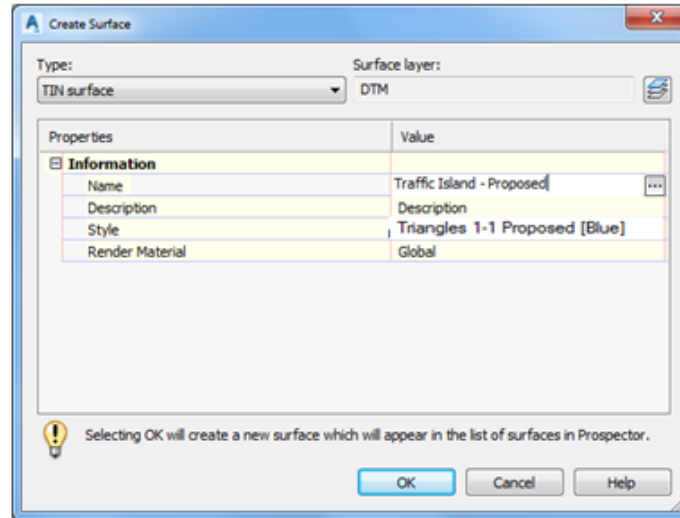 Create Surface
Type: Surface layer:
TIN surface DTM
Properties Value
Information
Name Traffic Island - Proposed
Description Description
Style Triangles 1-1 Proposed [Blue]
Render Material Global
Selecting OK will create a new surface which will appear in the list of surfaces in Prospector.
OK Cancel Help